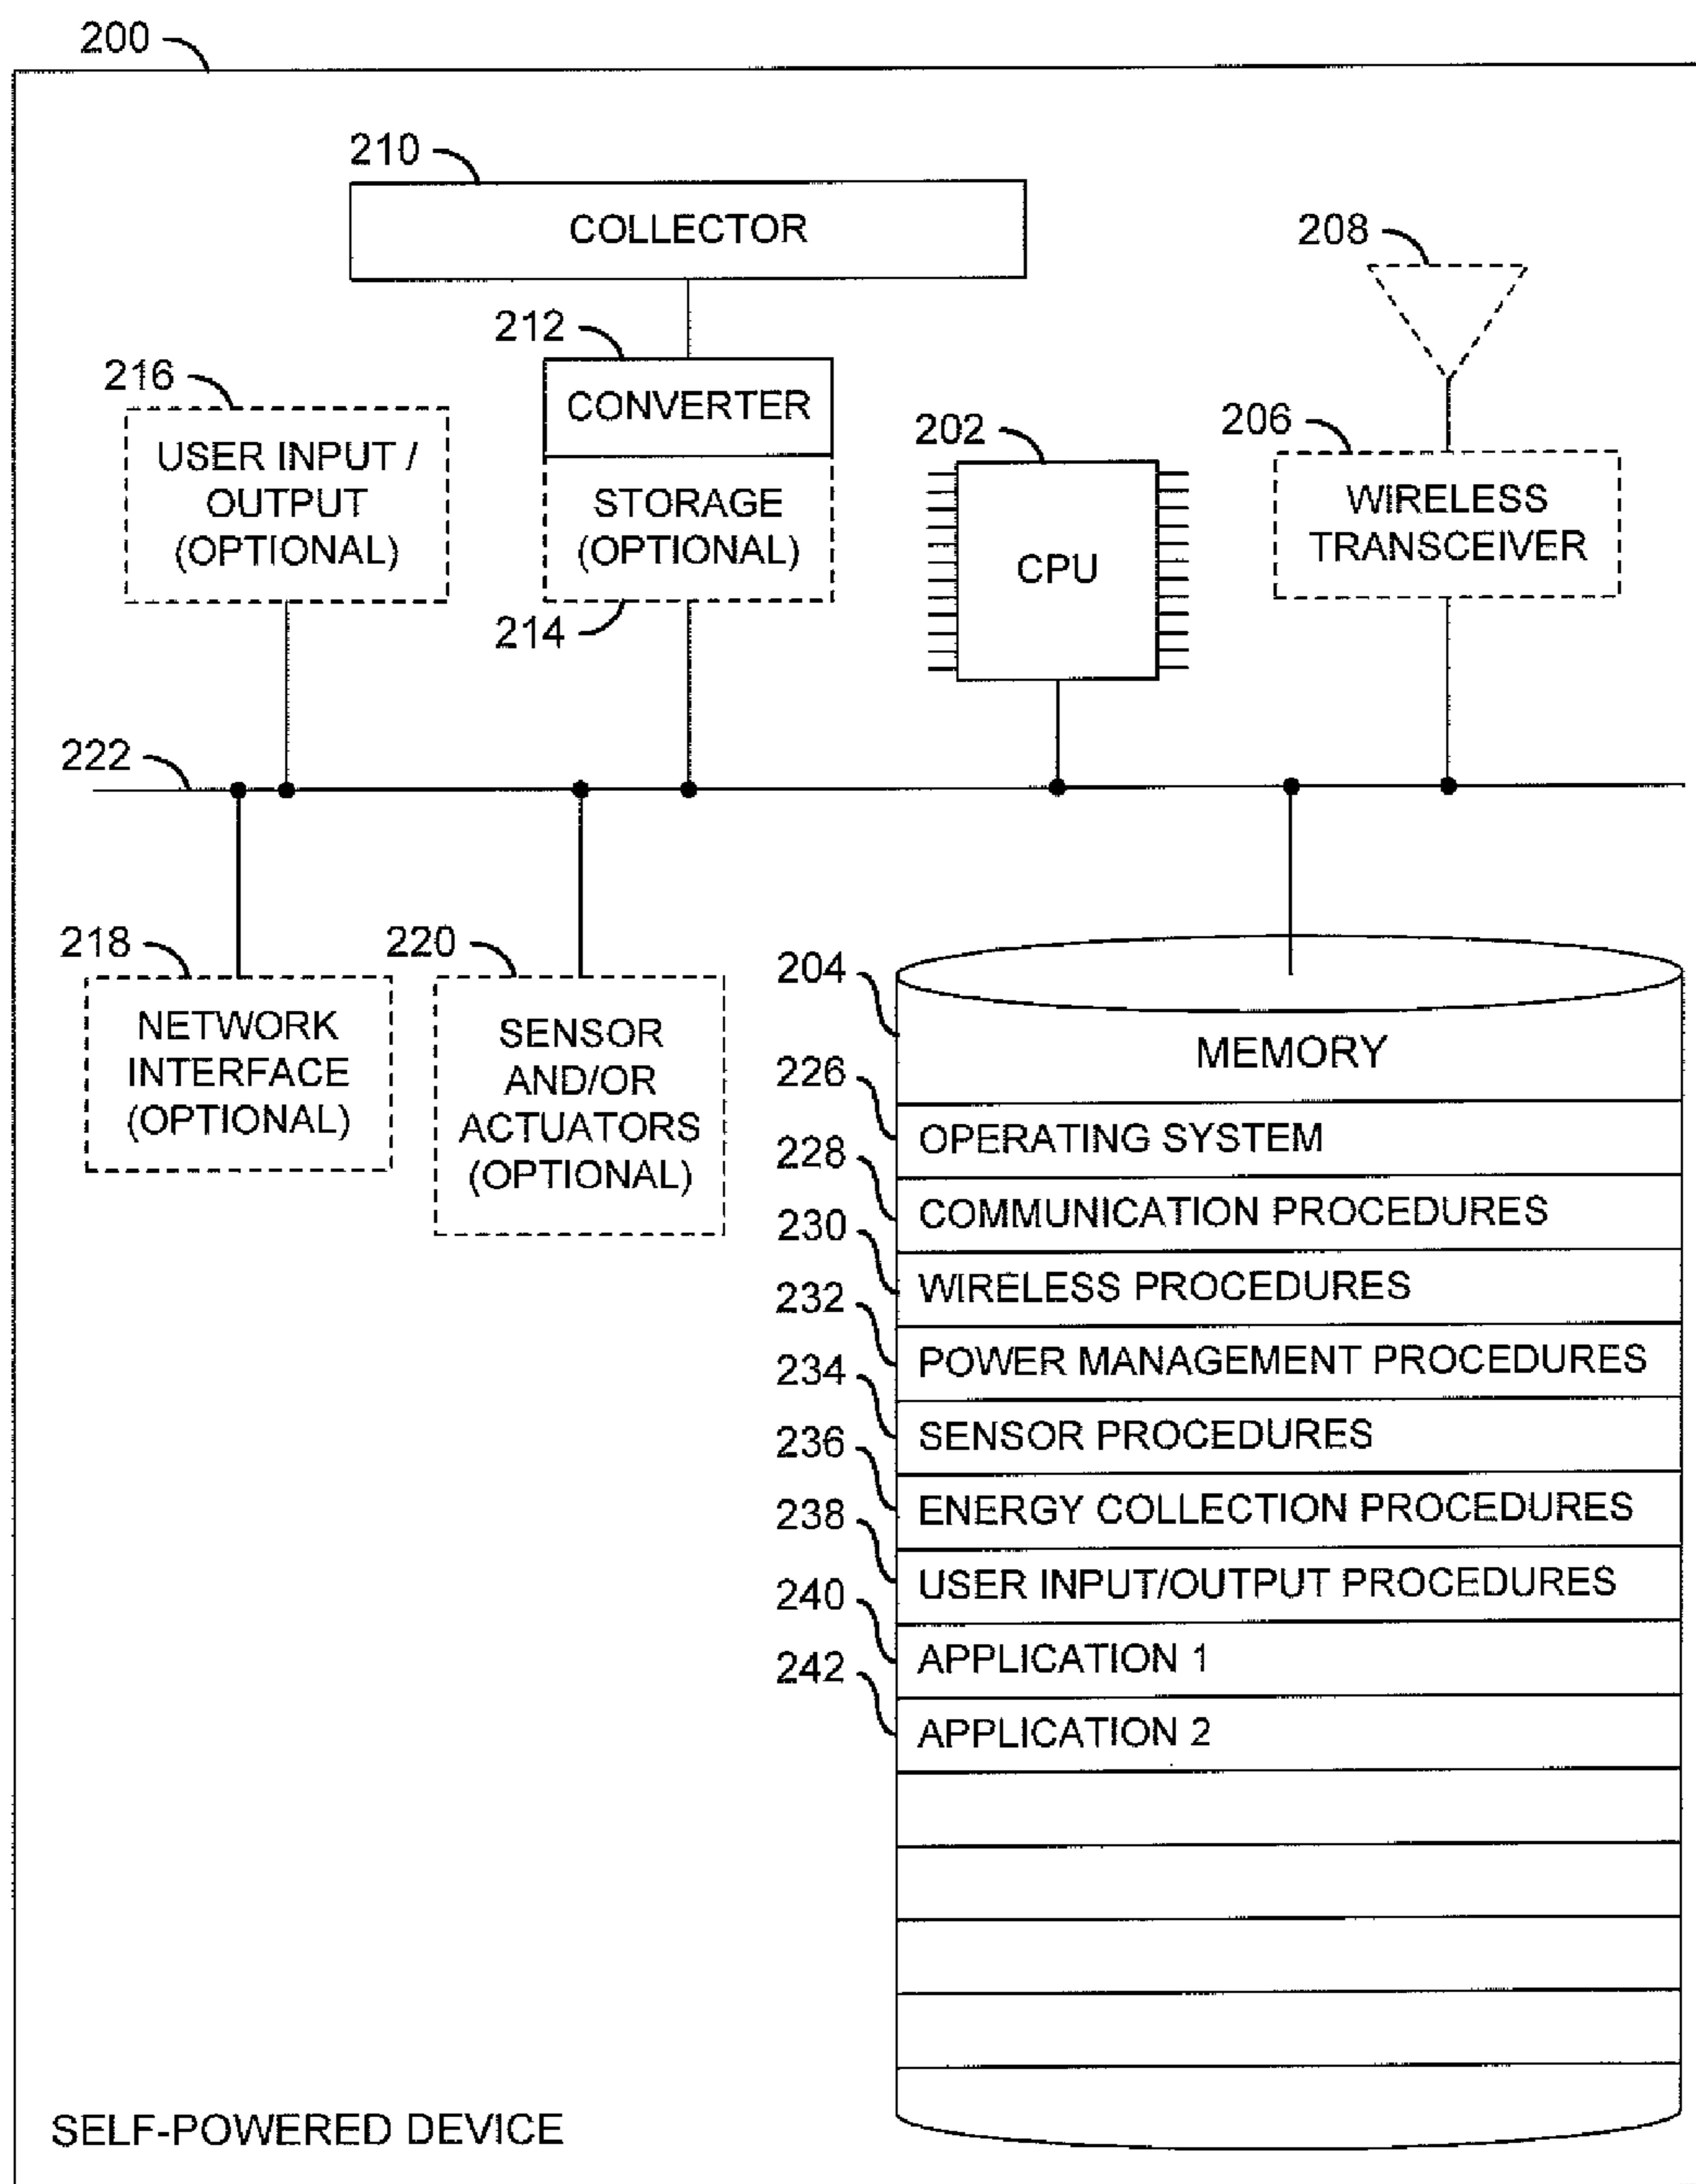 200
210
COLLECTOR
208
212
CONVERTER
216
USER INPUT /
OUTPUT
(OPTIONAL)
STORAGE
(OPTIONAL)
214
202
CPU
206
WIRELESS
TRANSCEIVER
222
218
NETWORK
INTERFACE
(OPTIONAL)
220
SENSOR
AND/OR
ACTUATORS
(OPTIONAL)
204
MEMORY
226
OPERATING SYSTEM
228
COMMUNICATION PROCEDURES
230
WIRELESS PROCEDURES
232
POWER MANAGEMENT PROCEDURES
234
SENSOR PROCEDURES
236
ENERGY COLLECTION PROCEDURES
238
USER INPUT/OUTPUT PROCEDURES
240
APPLICATION 1
242
APPLICATION 2
SELF-POWERED DEVICE